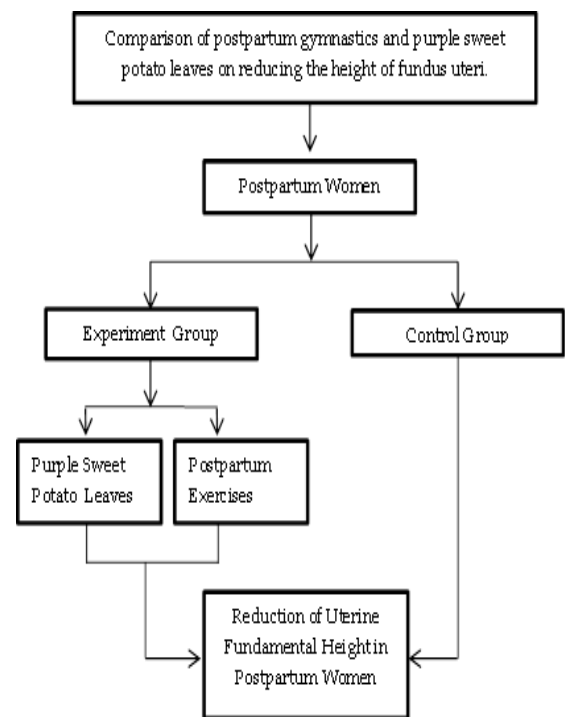 Comparison of postpartum gymnastics and purple sweet
potato leaves on reducing the height of fundus uteri.
Postpartum Women
Experiment Group
Control Group
Purple Sweet
Potato Leaves
Postpartum
Exercises
Reduction of Uterine
Fundamental Height in
Postpartum Women